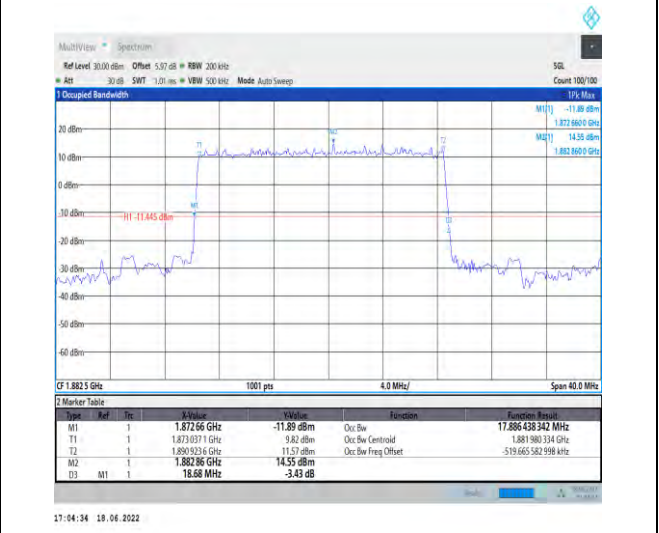 MultiView Spectrum
Ref Level 30.00 dBm Offset 5.97 dB RBW 200 kHz SGL
Att 30 dB SWT 1.01 ms VBW 500 kHz Mode Auto Sweep Count 100/100
1 Occupied Bandwidth 1Pk Max
M1[1] -11.89 dBm
1.872 6600 GHz
M2[1] 14.55 dBm
1.882 8600 GHz
20 dBm
T1 M2 T2
10 dBm
0 dBm
M1
-10 dBm
H1 -11.445 dBm
D3
-20 dBm
-30 dBm
-40 dBm
-50 dBm
-60 dBm
CF 1.882 5 GHz 1001 pts 4.0 MHz/ Span 40.0 MHz
2 Marker Table
Type Ref Trc X-Value Y-Value Function Function Result
M1 1 1.872 66 GHz -11.89 dBm Occ Bw 17.886 438 342 MHz
T1 1 1.873 037 1 GHz 9.82 dBm Occ Bw Centroid 1.881 980 334 GHz
T2 1 1.890 923 6 GHz 11.57 dBm Occ Bw Freq Offset -519.665 582 998 kHz
M2 1 1.882 86 GHz 14.55 dBm
D3 M1 1 18.68 MHz -3.43 dB
17:04:34 18.06.2022